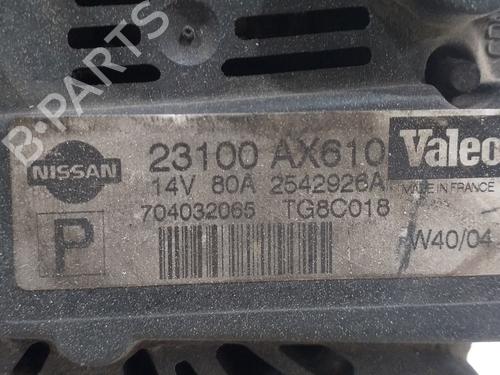 NISSAN
23100 AX610
Valeo
14V 80A 2542926A
MADE IN FRANCE
704032065 TG8C018
P
W40/04
B-PARTS